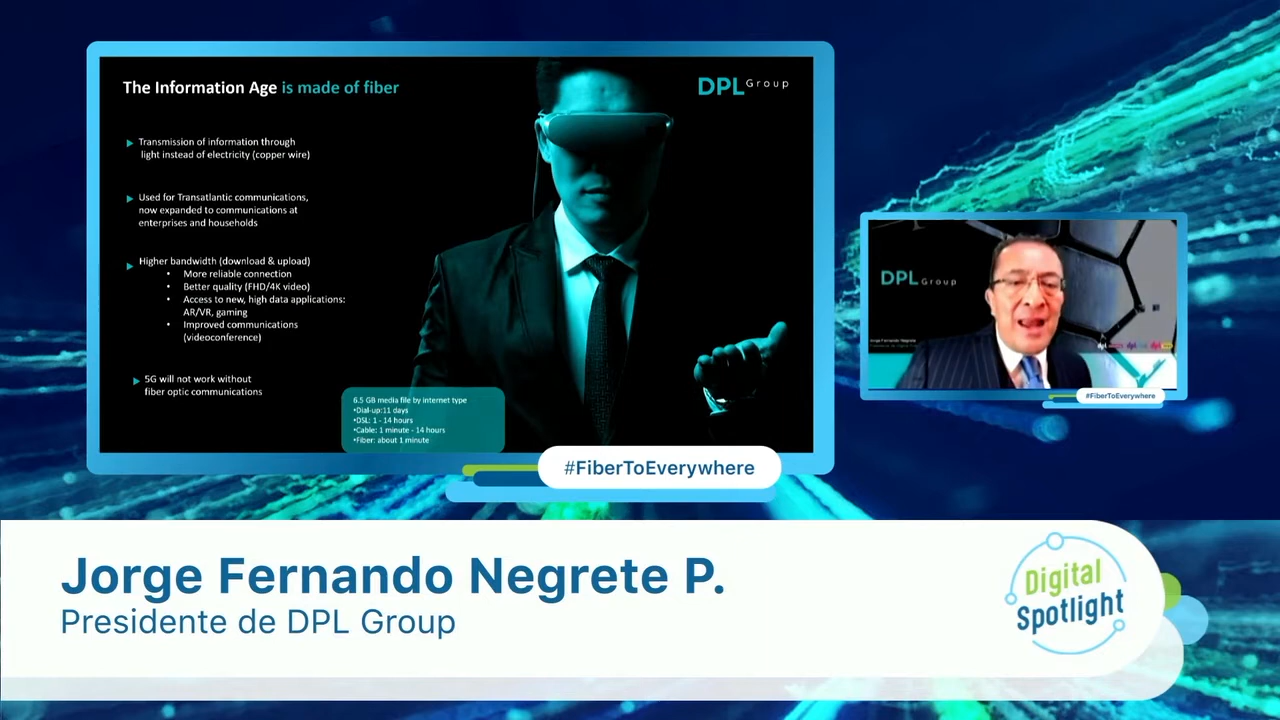 The Information Age is made of fiber
DPL Group
Transmission of information through
light instead of electricity (copper wire)
Used for Transatlantic communications,
now expanded to communications at
enterprises and households
Higher bandwidth (download & upload)
• More reliable connection
• Better quality (FHD/4K video)
• Access to new, high data applications:
AR/VR, gaming
• Improved communications
(videoconference)
5G will not work without
fiber optic communications
6.5 GB media file by internet type
•Dial-up:11 days
•DSL: 1 - 14 hours
•Cable: 1 minute - 14 hours
•Fiber: about 1 minute
#FiberToEverywhere
DPL Group
Jorge Fernando Negrete
#FiberToEverywhere
Jorge Fernando Negrete P.
Presidente de DPL Group
Digital
Spotlight